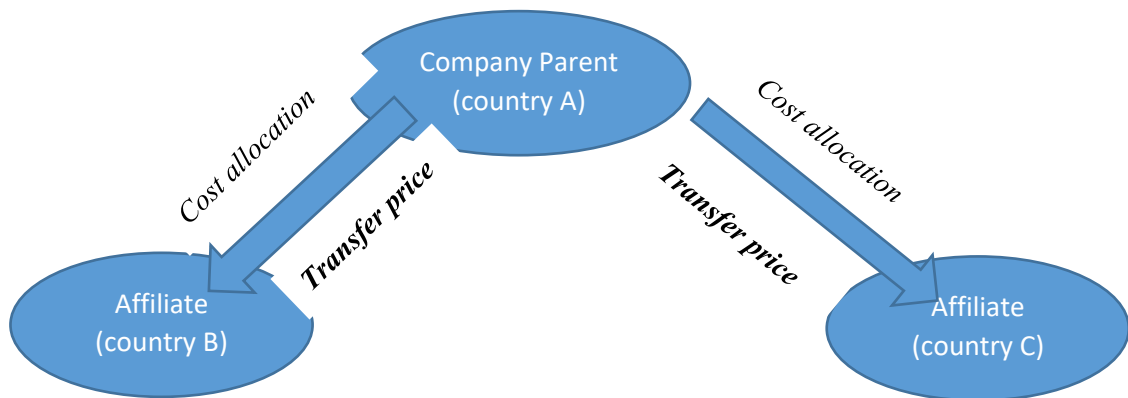 Company Parent
(country A)
Cost allocation
Transfer price
Cost allocation
Transfer price
Affiliate
(country B)
Affiliate
(country C)